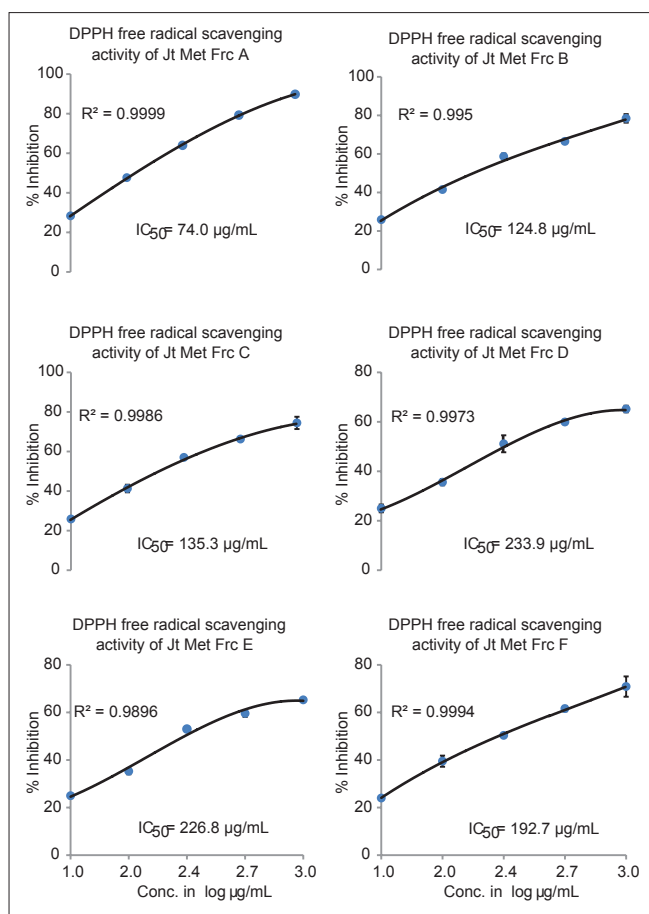 DPPH free radical scavenging
activity of Jt Met Frc A
100
80
60
40
20
0
% Inhibition
R² = 0.9999
IC50= 74.0 µg/mL
DPPH free radical scavenging
activity of Jt Met Frc B
100
80
60
40
20
0
% Inhibition
R² = 0.995
IC50= 124.8 µg/mL
DPPH free radical scavenging
activity of Jt Met Frc C
100
80
60
40
20
0
% Inhibition
R² = 0.9986
IC50= 135.3 µg/mL
DPPH free radical scavenging
activity of Jt Met Frc D
80
60
40
20
0
% Inhibition
R² = 0.9973
IC50= 233.9 µg/mL
DPPH free radical scavenging
activity of Jt Met Frc E
80
60
40
20
0
% Inhibition
R² = 0.9896
IC50= 226.8 µg/mL
1.0 2.0 2.4 2.7 3.0
Conc. in log µg/mL
DPPH free radical scavenging
activity of Jt Met Frc F
80
60
40
20
0
% Inhibition
R² = 0.9994
IC50= 192.7 µg/mL
1.0 2.0 2.4 2.7 3.0
Conc. in log µg/mL